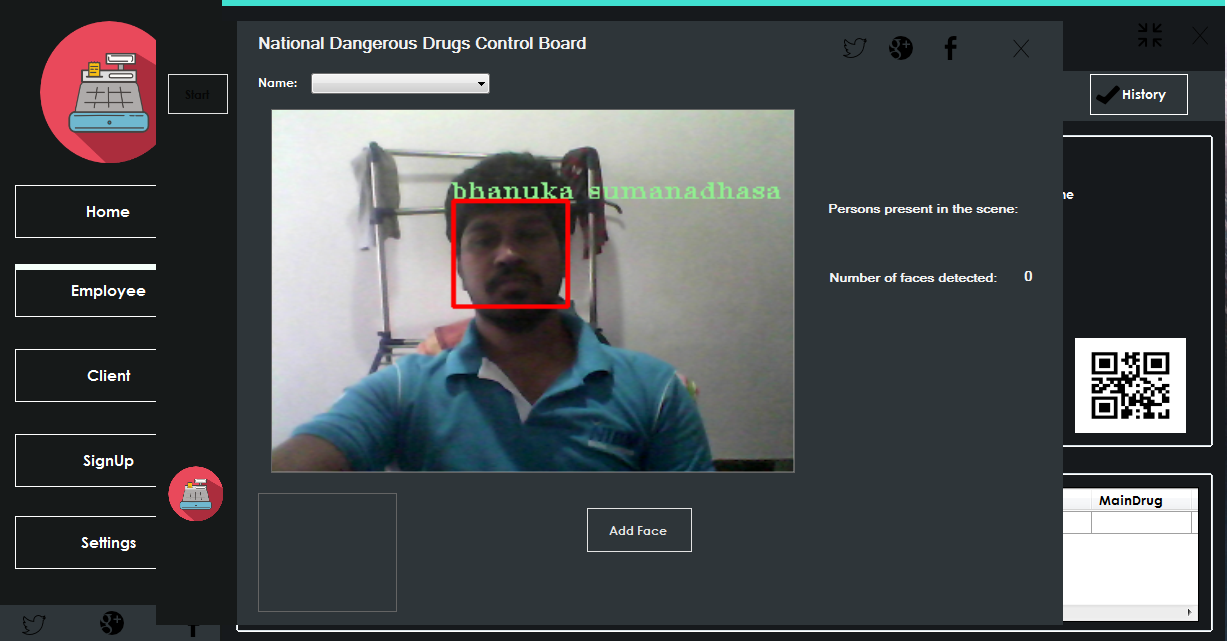 National Dangerous Drugs Control Board
Name:
Start
History
bhanuka sumanadhasa
Home
Persons present in the scene:
Employee
Number of faces detected: 0
Client
SignUp
MainDrug
Add Face
Settings